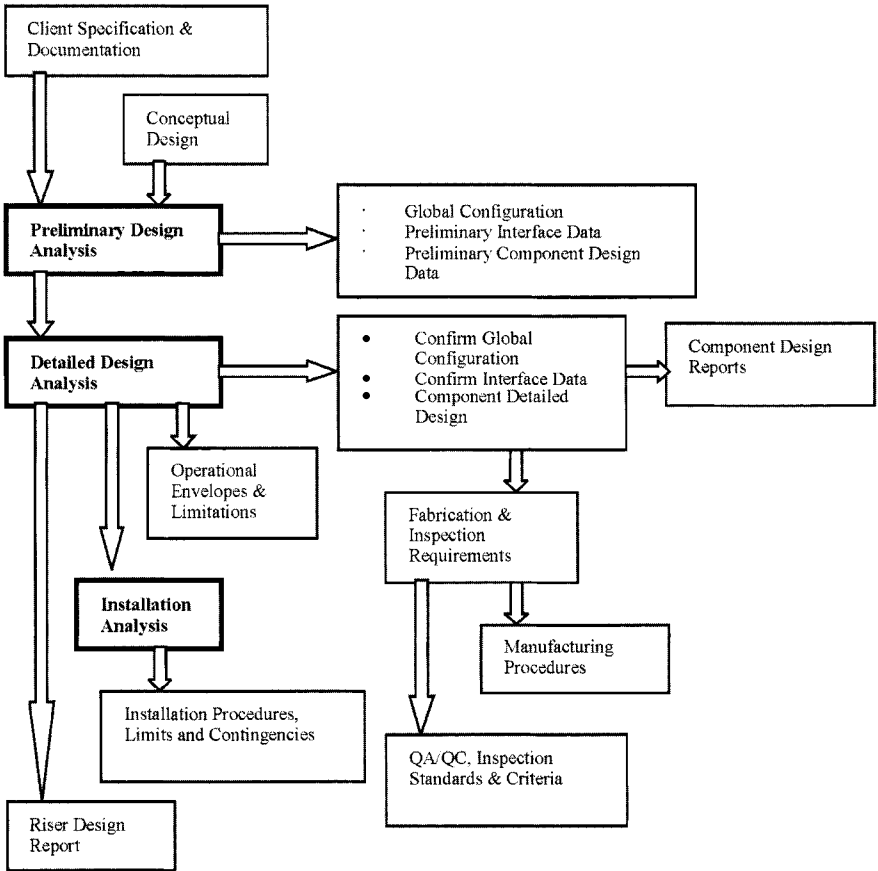 Client Specification &
Documentation
Conceptual
Design
Preliminary Design
Analysis
· Global Configuration
· Preliminary Interface Data
· Preliminary Component Design
Data
Detailed Design
Analysis
• Confirm Global
Configuration
• Confirm Interface Data
• Component Detailed
Design
Component Design
Reports
Operational
Envelopes &
Limitations
Fabrication &
Inspection
Requirements
Installation
Analysis
Manufacturing
Procedures
Installation Procedures,
Limits and Contingencies
QA/QC, Inspection
Standards & Criteria
Riser Design
Report